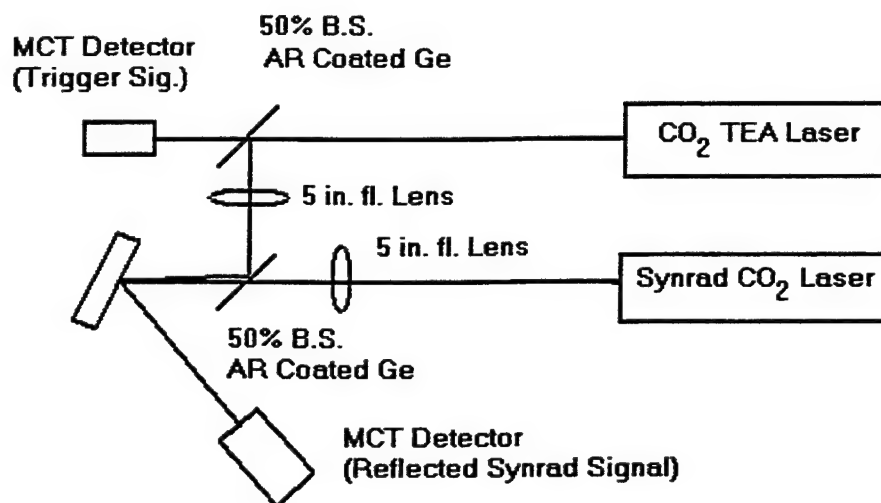 50% B.S.
AR Coated Ge
MCT Detector
(Trigger Sig.)
CO2 TEA Laser
5 in. fl. Lens
5 in. fl. Lens
Synrad CO2 Laser
50% B.S.
AR Coated Ge
MCT Detector
(Reflected Synrad Signal)